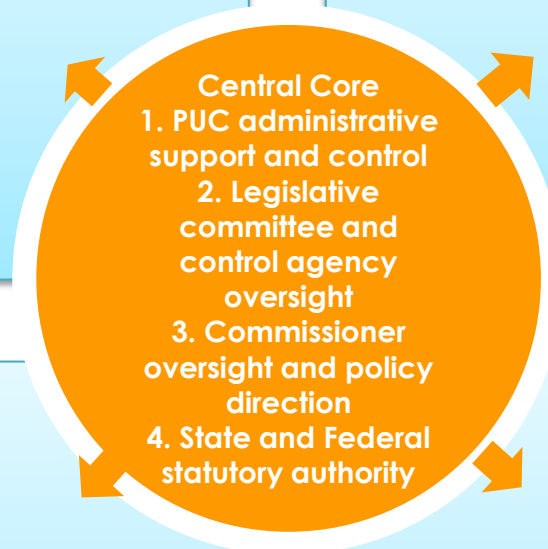 Central Core
1. PUC administrative
support and control
2. Legislative
committee and
control agency
oversight
3. Commissioner
oversight and policy
direction
4. State and Federal
statutory authority